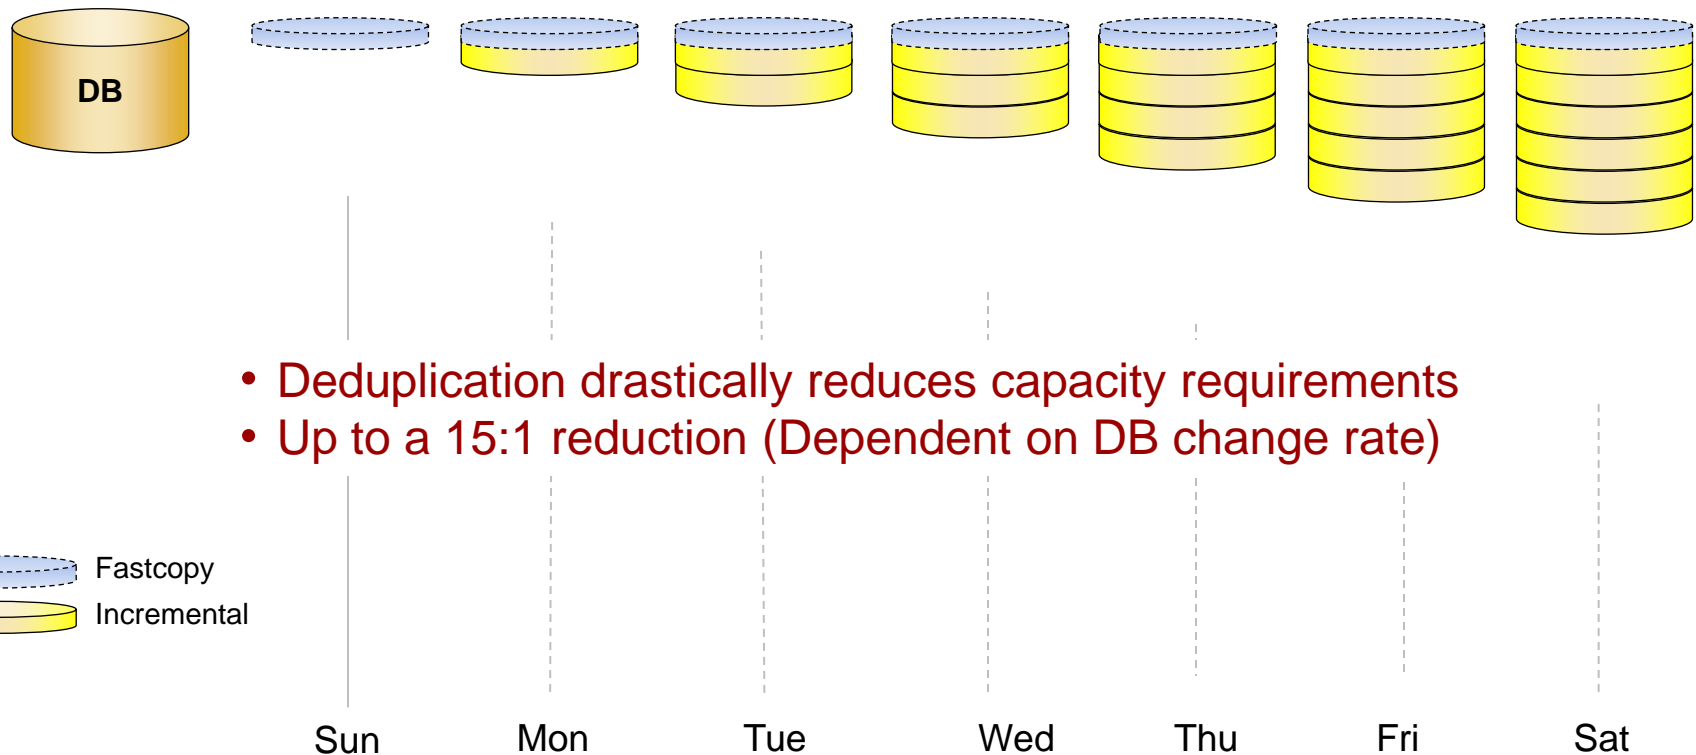 DB
• Deduplication drastically reduces capacity requirements
• Up to a 15:1 reduction (Dependent on DB change rate)
Fastcopy
Incremental
Sun Mon Tue Wed Thu Fri Sat